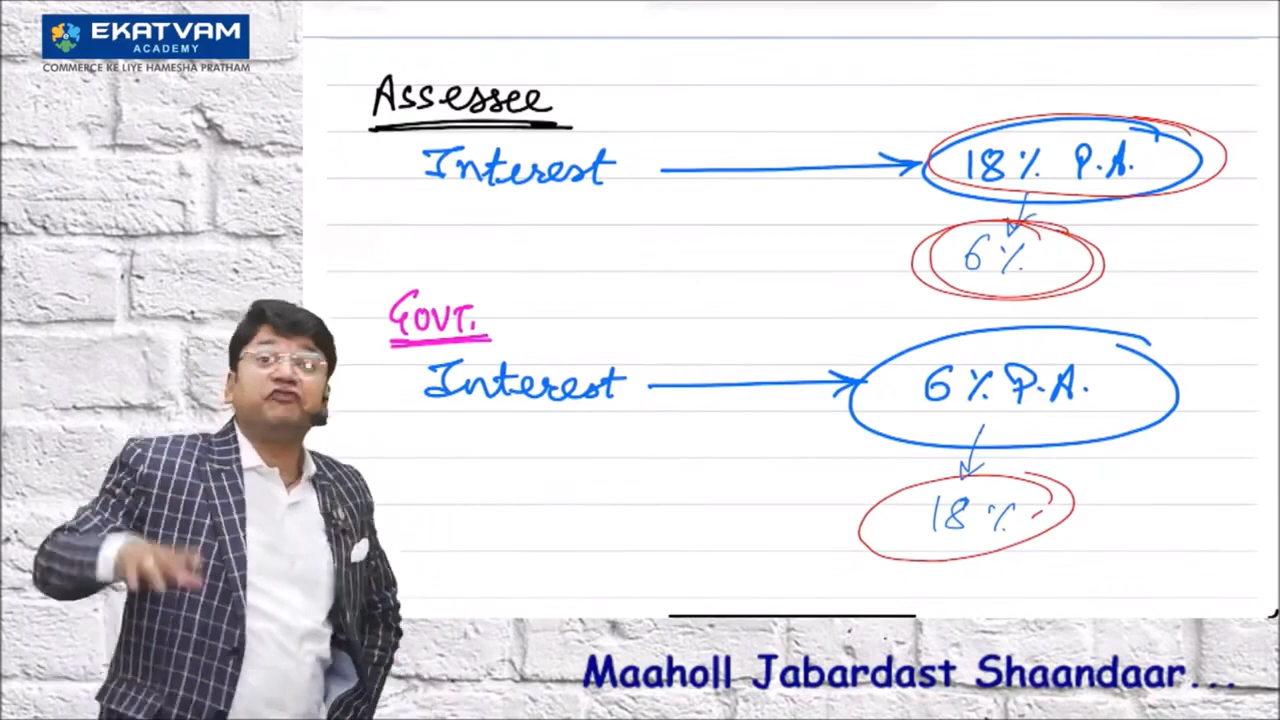 EKATVAM
ACADEMY
COMMERCE KE LIYE HAMESHA PRATHAM
Assessee
Interest 18% P.A.
6%
Govt.
Interest 6% P.A.
18%
Maaholl Jabardast Shaandaar...